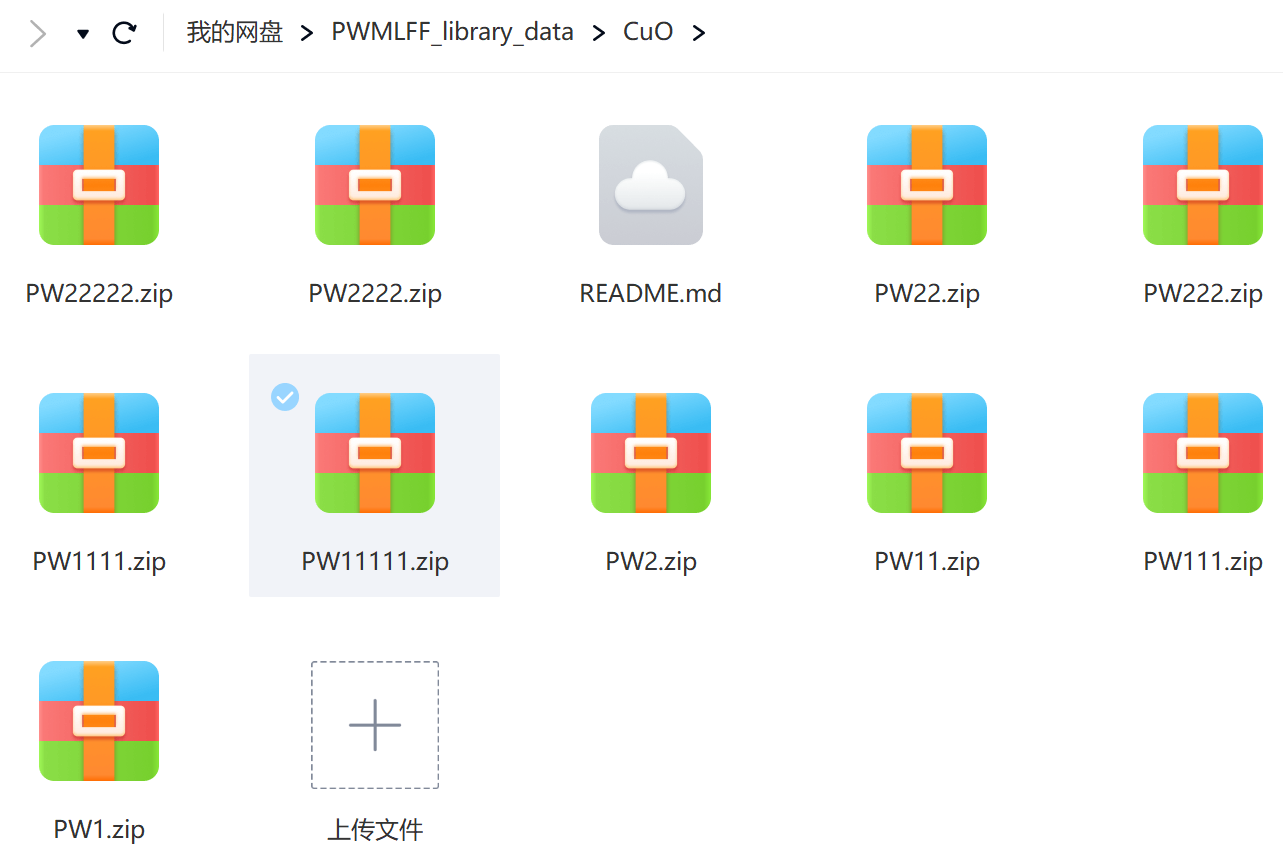 我的网盘 > PWMLFF_library_data > CuO >
PW22222.zip PW2222.zip README.md PW22.zip PW222.zip
PW1111.zip PW11111.zip PW2.zip PW11.zip PW111.zip
PW1.zip 上传文件